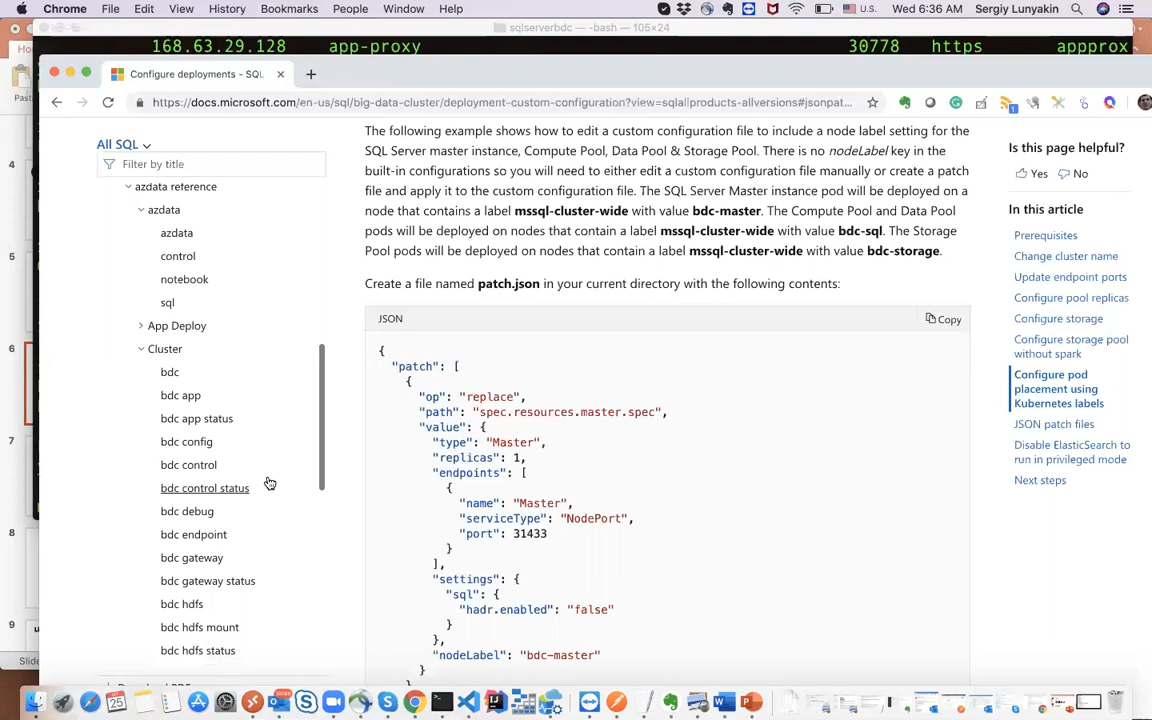 Chrome File Edit View History Bookmarks People Window Help U.S. Wed 6:36 AM Sergiy Lunyakin
sqlserverbdc — -bash — 105×24
168.63.29.128 app-proxy 30778 https appprox
Configure deployments - SQL
https://docs.microsoft.com/en-us/sql/big-data-cluster/deployment-custom-configuration?view=sqlallproducts-allversions#jsonpat...
All SQL
Filter by title
azdata reference
azdata
azdata
control
notebook
sql
App Deploy
Cluster
bdc
bdc app
bdc app status
bdc config
bdc control
bdc control status
bdc debug
bdc endpoint
bdc gateway
bdc gateway status
bdc hdfs
bdc hdfs mount
bdc hdfs status
The following example shows how to edit a custom configuration file to include a node label setting for the
SQL Server master instance, Compute Pool, Data Pool & Storage Pool. There is no nodeLabel key in the
built-in configurations so you will need to either edit a custom configuration file manually or create a patch
file and apply it to the custom configuration file. The SQL Server Master instance pod will be deployed on a
node that contains a label mssql-cluster-wide with value bdc-master. The Compute Pool and Data Pool
pods will be deployed on nodes that contain a label mssql-cluster-wide with value bdc-sql. The Storage
Pool pods will be deployed on nodes that contain a label mssql-cluster-wide with value bdc-storage.
Create a file named patch.json in your current directory with the following contents:
JSON Copy
{
"patch": [
{
"op": "replace",
"path": "spec.resources.master.spec",
"value": {
"type": "Master",
"replicas": 1,
"endpoints": [
{
"name": "Master",
"serviceType": "NodePort",
"port": 31433
}
],
"settings": {
"sql": {
"hadr.enabled": "false"
}
},
"nodeLabel": "bdc-master"
}
Is this page helpful?
Yes No
In this article
Prerequisites
Change cluster name
Update endpoint ports
Configure pool replicas
Configure storage
Configure storage pool
without spark
Configure pod
placement using
Kubernetes labels
JSON patch files
Disable ElasticSearch to
run in privileged mode
Next steps
4
5
6
7
8
9
25